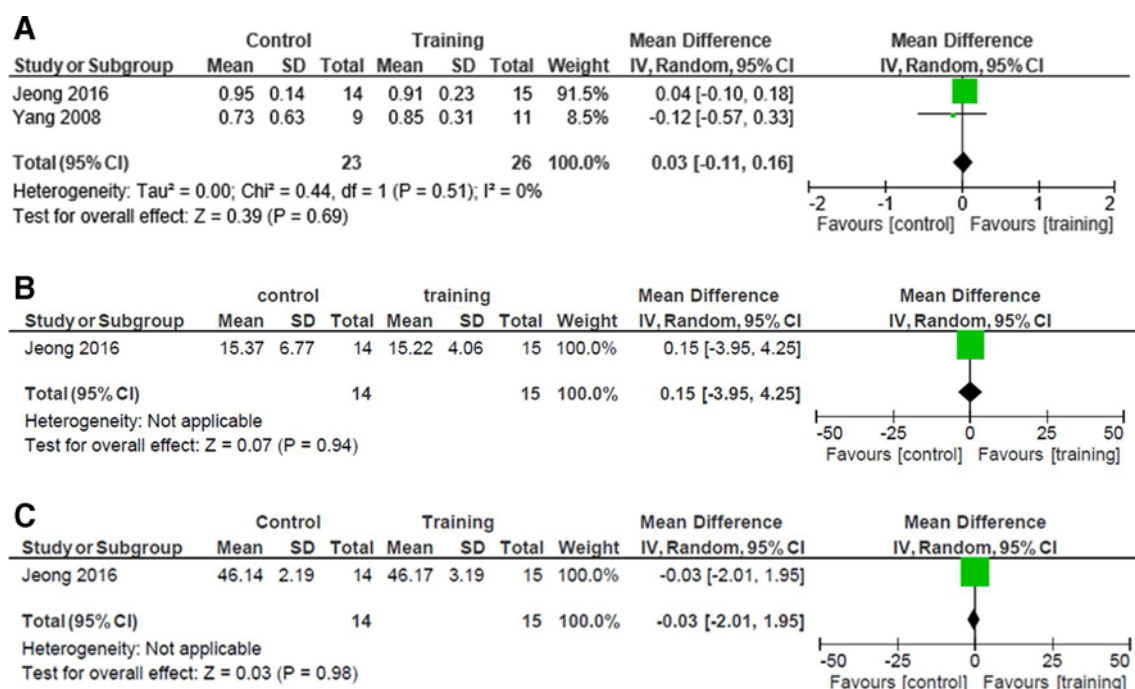 A
Control Training Mean Difference Mean Difference
Study or Subgroup Mean SD Total Mean SD Total Weight IV, Random, 95% CI IV, Random, 95% CI
Jeong 2016 0.95 0.14 14 0.91 0.23 15 91.5% 0.04 [-0.10, 0.18]
Yang 2008 0.73 0.63 9 0.85 0.31 11 8.5% -0.12 [-0.57, 0.33]
Total (95% CI) 23 26 100.0% 0.03 [-0.11, 0.16]
Heterogeneity: Tau² = 0.00; Chi² = 0.44, df = 1 (P = 0.51); I² = 0%
Test for overall effect: Z = 0.39 (P = 0.69)
-2 -1 0 1 2
Favours [control] Favours [training]
B
control training Mean Difference Mean Difference
Study or Subgroup Mean SD Total Mean SD Total Weight IV, Random, 95% CI IV, Random, 95% CI
Jeong 2016 15.37 6.77 14 15.22 4.06 15 100.0% 0.15 [-3.95, 4.25]
Total (95% CI) 14 15 100.0% 0.15 [-3.95, 4.25]
Heterogeneity: Not applicable
Test for overall effect: Z = 0.07 (P = 0.94)
-50 -25 0 25 50
Favours [control] Favours [training]
C
Control Training Mean Difference Mean Difference
Study or Subgroup Mean SD Total Mean SD Total Weight IV, Random, 95% CI IV, Random, 95% CI
Jeong 2016 46.14 2.19 14 46.17 3.19 15 100.0% -0.03 [-2.01, 1.95]
Total (95% CI) 14 15 100.0% -0.03 [-2.01, 1.95]
Heterogeneity: Not applicable
Test for overall effect: Z = 0.03 (P = 0.98)
-50 -25 0 25 50
Favours [control] Favours [training]